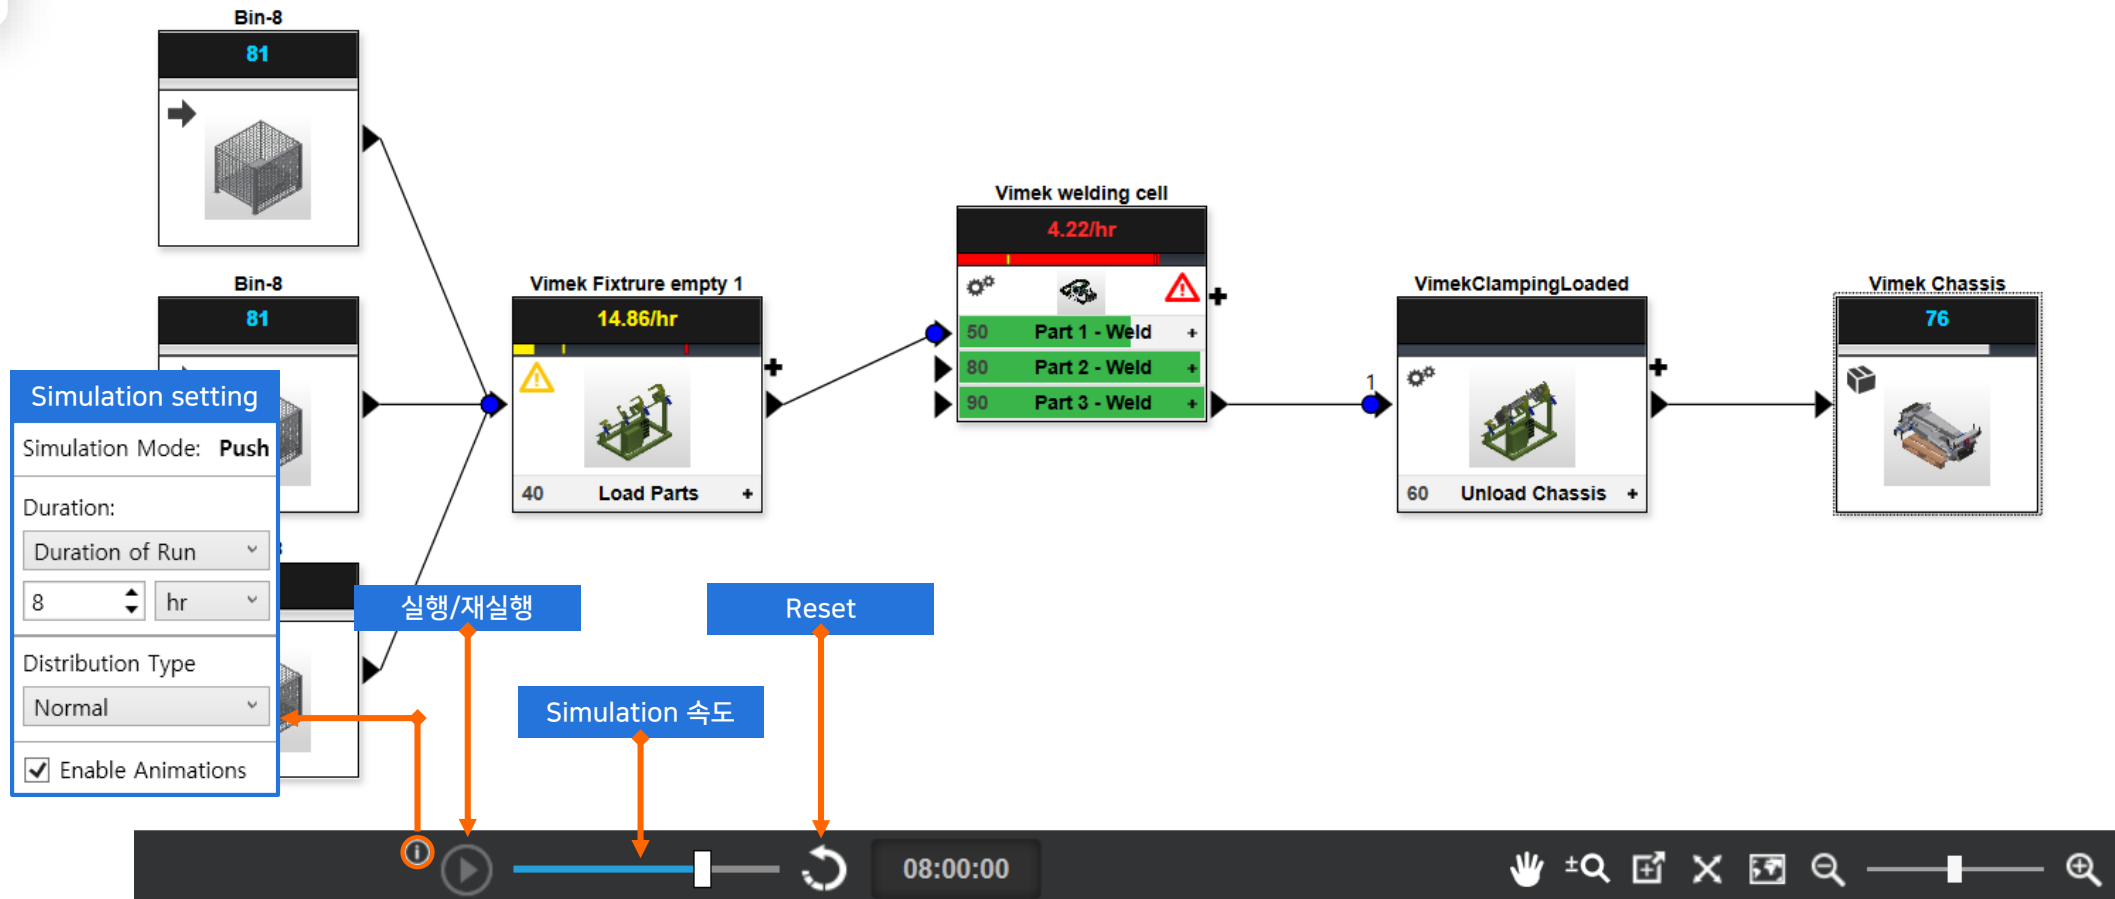 Bin-8
81
Bin-8
81
Vimek Fixtrure empty 1
14.86/hr
40 Load Parts +
Vimek welding cell
4.22/hr
50 Part 1 - Weld +
80 Part 2 - Weld +
90 Part 3 - Weld +
1
VimekClampingLoaded
60 Unload Chassis +
Vimek Chassis
76
Simulation setting
Simulation Mode: Push
Duration:
Duration of Run
8 hr
Distribution Type
Normal
Enable Animations
실행/재실행
Reset
Simulation 속도
08:00:00